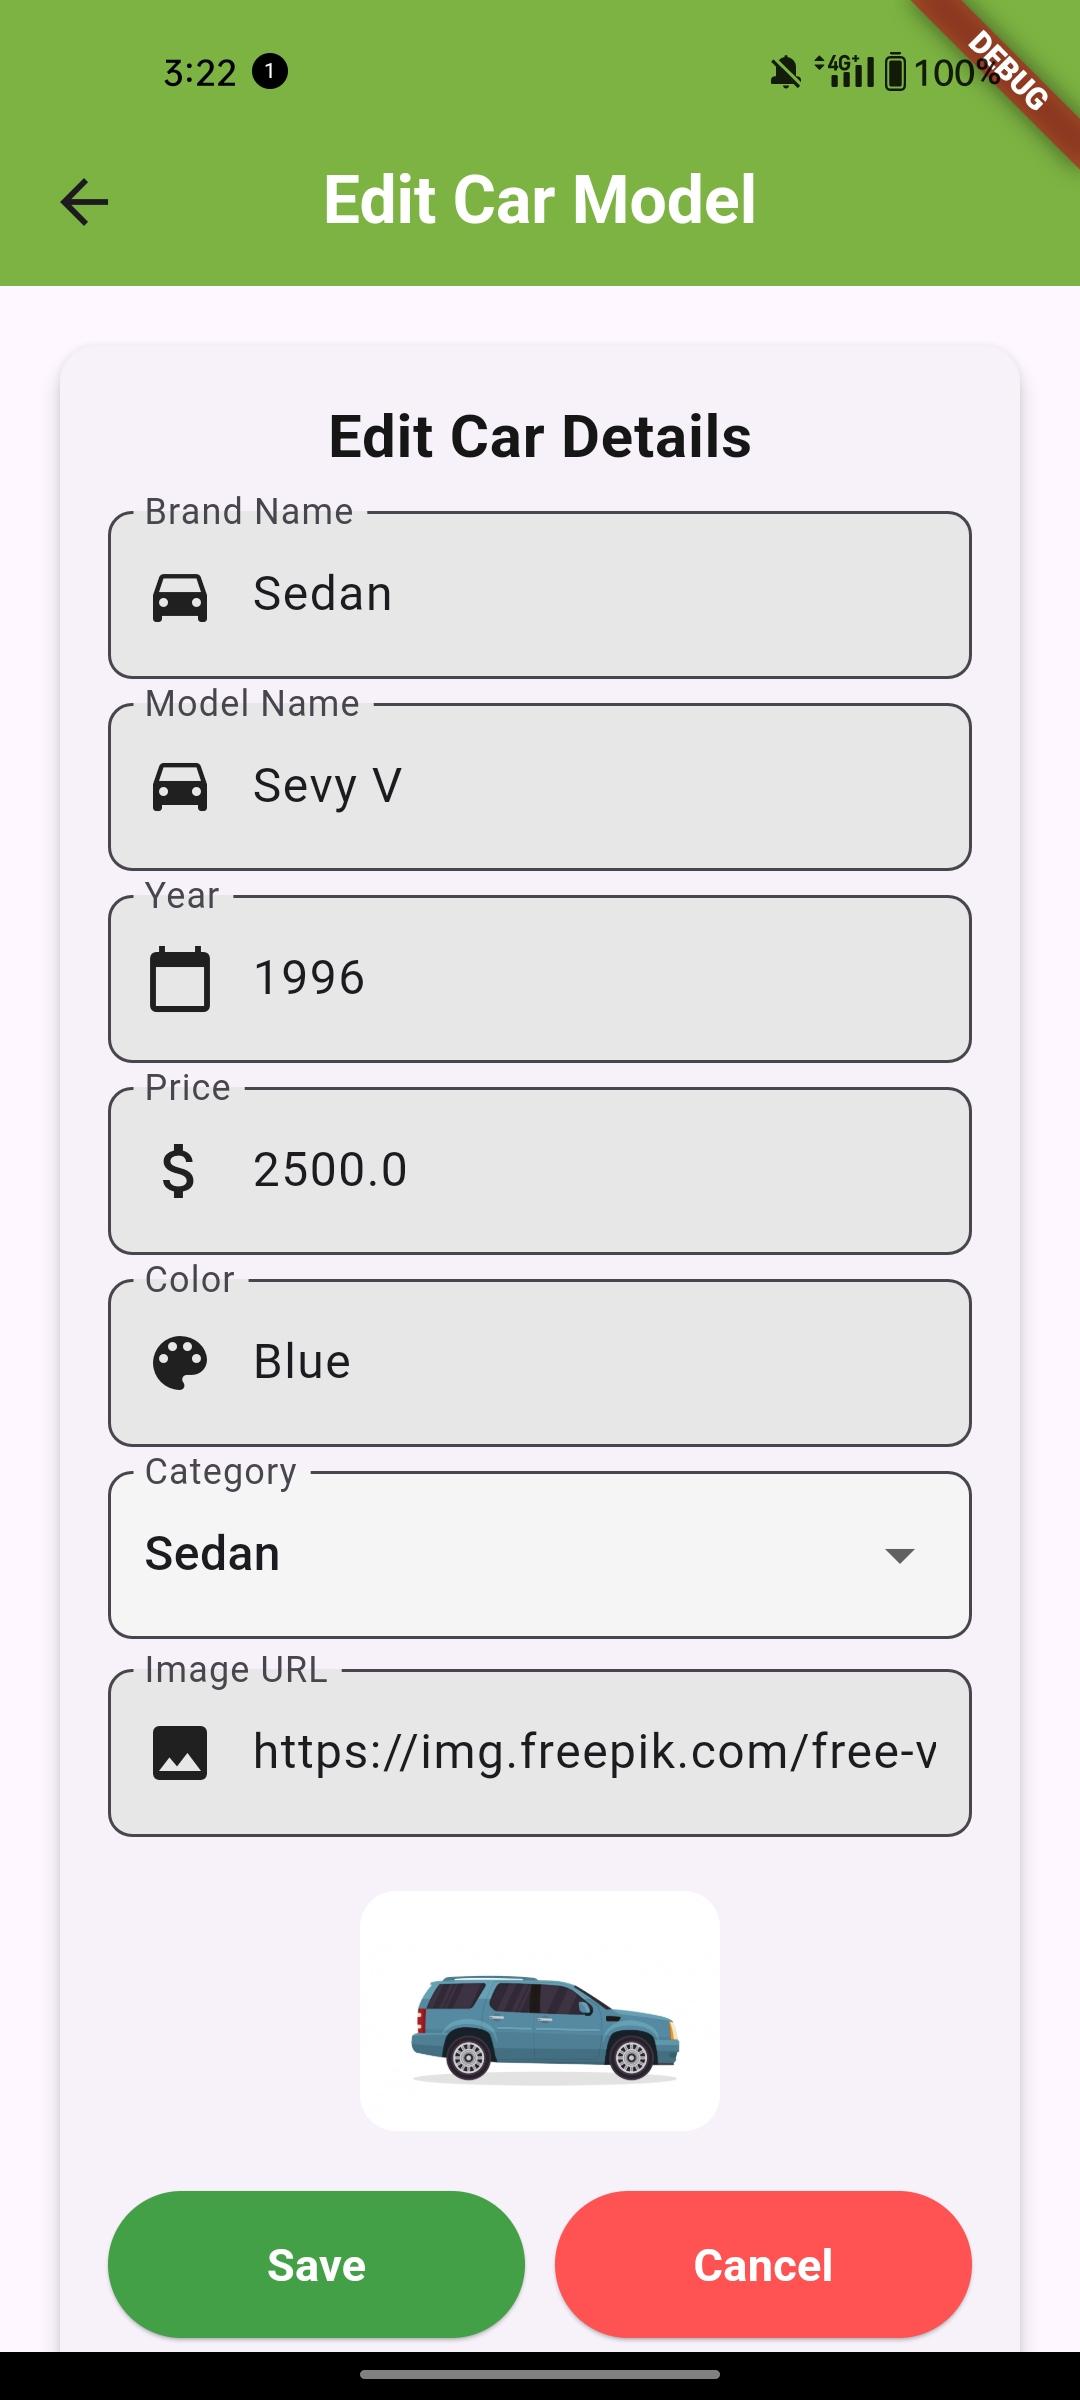 3:22 1 4G+ 100%
DEBUG
Edit Car Model
Edit Car Details
Brand Name
Sedan
Model Name
Sevy V
Year
1996
Price
$ 2500.0
Color
Blue
Category
Sedan
Image URL
https://img.freepik.com/free-v
Save Cancel